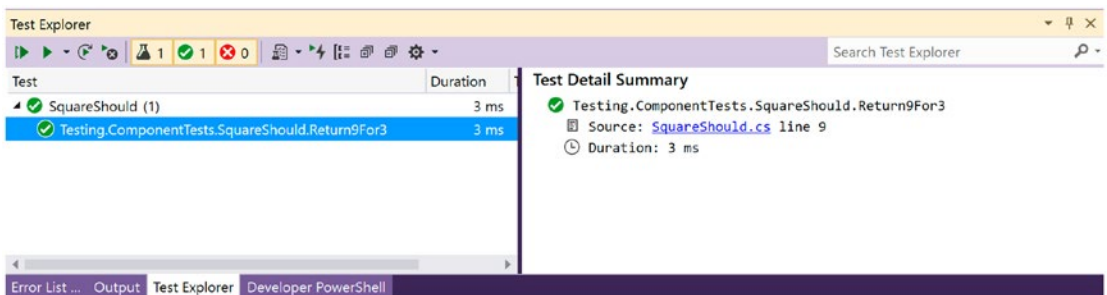 Test Explorer
1 1 0 Search Test Explorer
Test Duration
SquareShould (1) 3 ms
Testing.ComponentTests.SquareShould.Return9For3 3 ms
Test Detail Summary
Testing.ComponentTests.SquareShould.Return9For3
Source: SquareShould.cs line 9
Duration: 3 ms
Error List ... Output Test Explorer Developer PowerShell